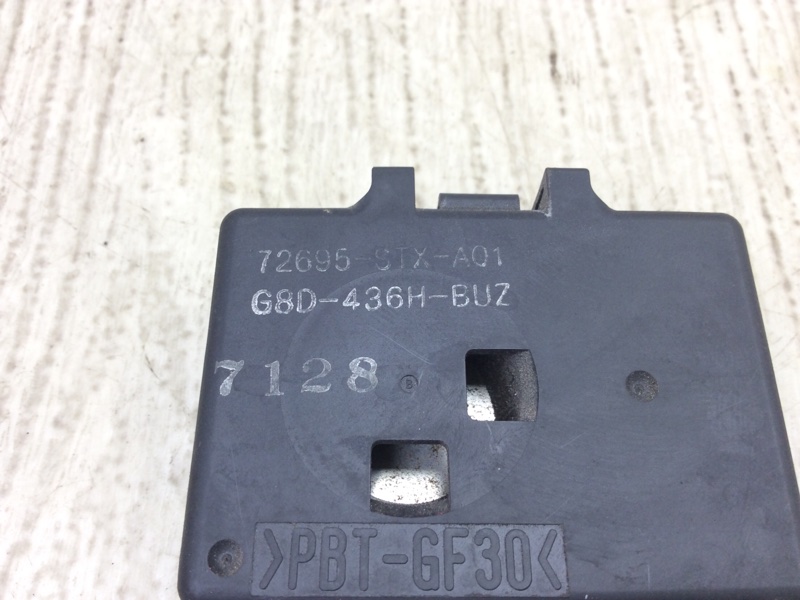 72695-STX-A01
G8D-436H-BUZ
7128
>PBT-GF30<